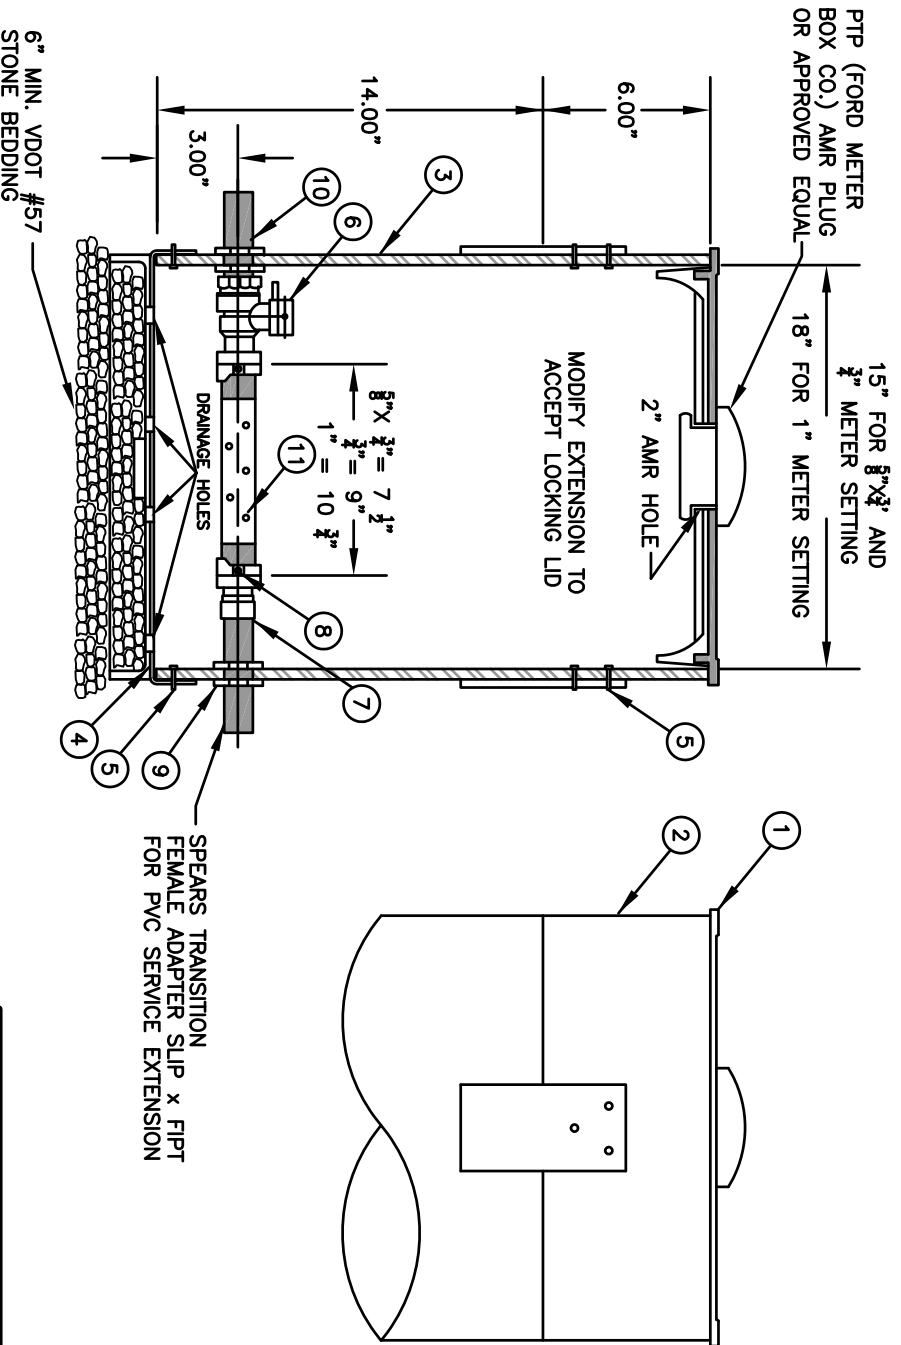 PTP (FORD METER
BOX CO.) AMR PLUG
OR APPROVED EQUAL
15" FOR 5/8"X3/4" AND
3/4" METER SETTING
18" FOR 1" METER SETTING
6.00"
14.00"
3.00"
2" AMR HOLE
MODIFY EXTENSION TO
ACCEPT LOCKING LID
5/8"X 3/4" = 7 1/2"
3/4" = 9"
1" = 10 3/4"
DRAINAGE HOLES
6" MIN. VDOT #57
STONE BEDDING
10
6
3
11
8
7
9
5
4
5
SPEARS TRANSITION
FEMALE ADAPTER SLIP x FIPT
FOR PVC SERVICE EXTENSION
1
2